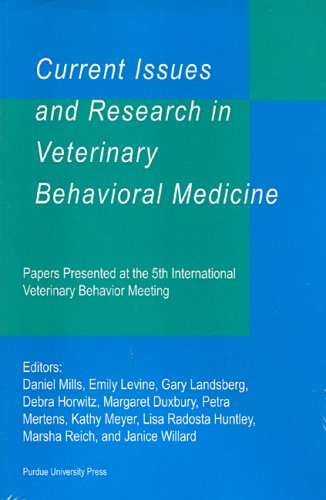 Current Issues
and Research in
Veterinary
Behavioral Medicine
Papers Presented at the 5th International
Veterinary Behavior Meeting
Editors:
Daniel Mills, Emily Levine, Gary Landsberg,
Debra Horwitz, Margaret Duxbury, Petra
Mertens, Kathy Meyer, Lisa Radosta Huntley,
Marsha Reich, and Janice Willard
Purdue University Press